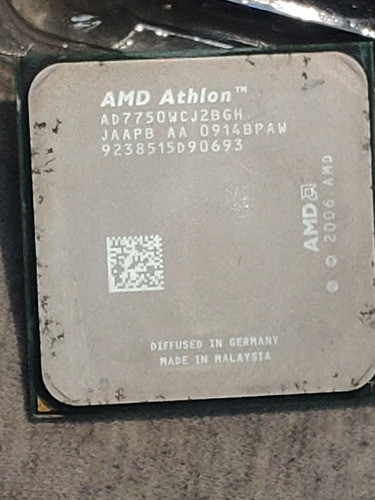 AMD Athlon™
AD7750WCJ2BGH
JAAPB AA 0914BPAW
9238515D90693
AMD
© 2006 AMD
DIFFUSED IN GERMANY
MADE IN MALAYSIA